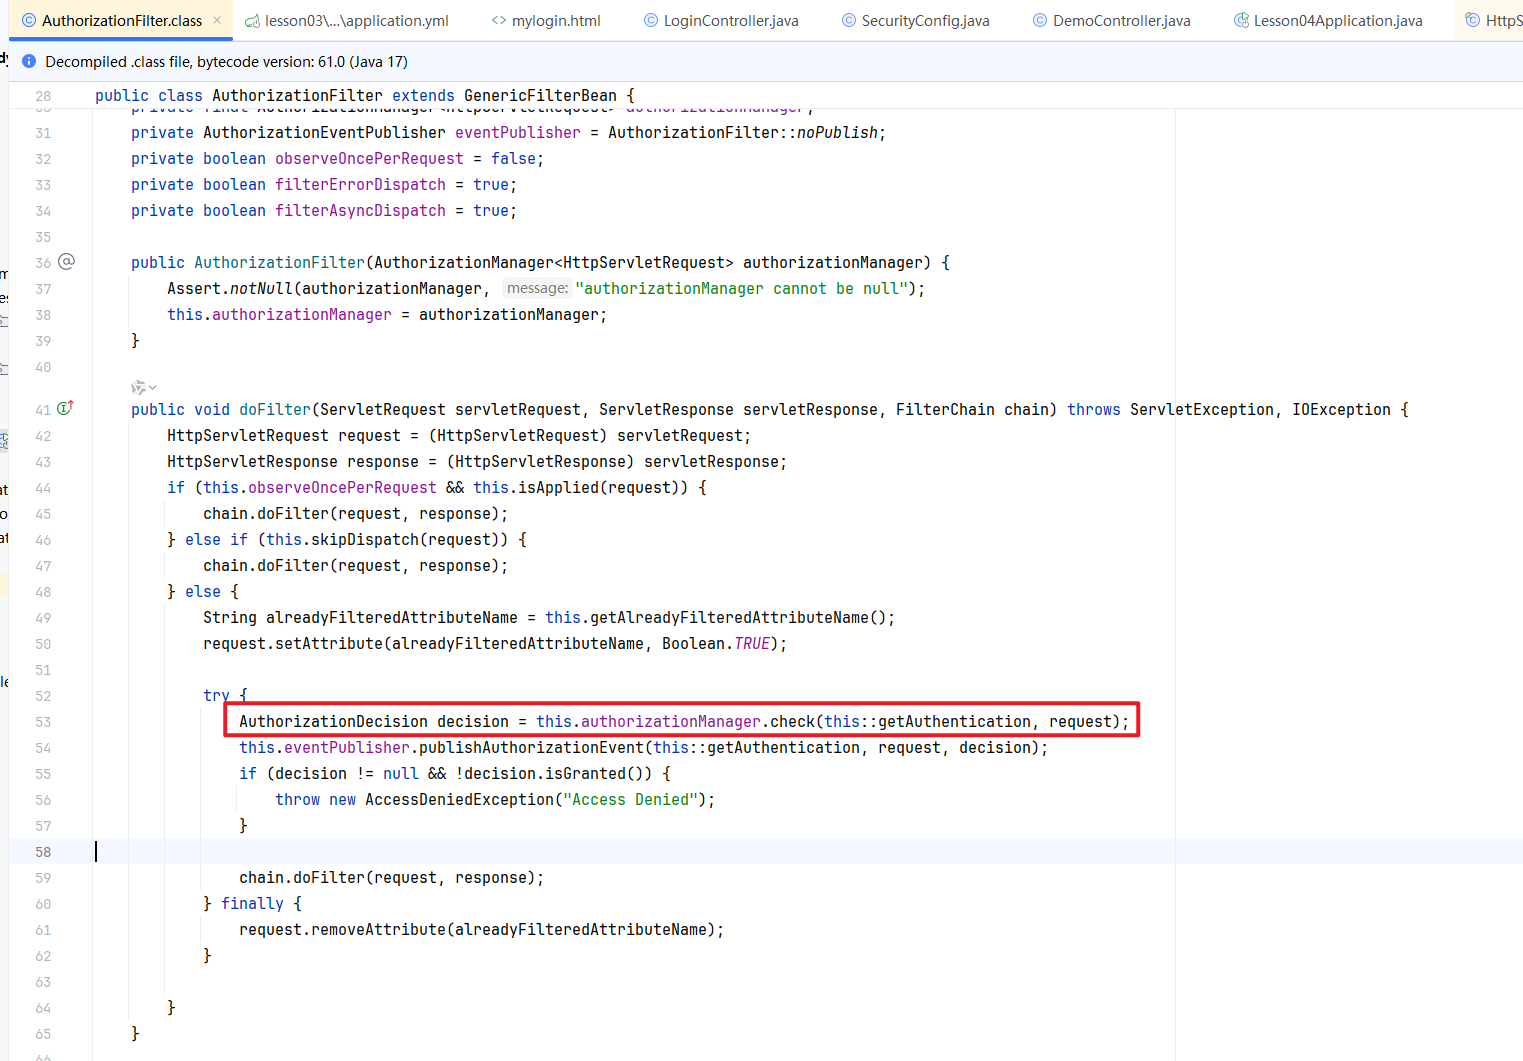 AuthorizationFilter.class
lesson03\...\application.yml
<> mylogin.html
LoginController.java
SecurityConfig.java
DemoController.java
Lesson04Application.java
Decompiled .class file, bytecode version: 61.0 (Java 17)
28 public class AuthorizationFilter extends GenericFilterBean {
private final AuthorizationManager<HttpServletRequest> authorizationManager;
31 private AuthorizationEventPublisher eventPublisher = AuthorizationFilter::noPublish;
32 private boolean observeOncePerRequest = false;
33 private boolean filterErrorDispatch = true;
34 private boolean filterAsyncDispatch = true;
35
36 public AuthorizationFilter(AuthorizationManager<HttpServletRequest> authorizationManager) {
37 Assert.notNull(authorizationManager, message: "authorizationManager cannot be null");
38 this.authorizationManager = authorizationManager;
39 }
40
41 public void doFilter(ServletRequest servletRequest, ServletResponse servletResponse, FilterChain chain) throws ServletException, IOException {
42 HttpServletRequest request = (HttpServletRequest) servletRequest;
43 HttpServletResponse response = (HttpServletResponse) servletResponse;
44 if (this.observeOncePerRequest && this.isApplied(request)) {
45 chain.doFilter(request, response);
46 } else if (this.skipDispatch(request)) {
47 chain.doFilter(request, response);
48 } else {
49 String alreadyFilteredAttributeName = this.getAlreadyFilteredAttributeName();
50 request.setAttribute(alreadyFilteredAttributeName, Boolean.TRUE);
51
52 try {
53 AuthorizationDecision decision = this.authorizationManager.check(this::getAuthentication, request);
54 this.eventPublisher.publishAuthorizationEvent(this::getAuthentication, request, decision);
55 if (decision != null && !decision.isGranted()) {
56 throw new AccessDeniedException("Access Denied");
57 }
58
59 chain.doFilter(request, response);
60 } finally {
61 request.removeAttribute(alreadyFilteredAttributeName);
62 }
63
64 }
65 }